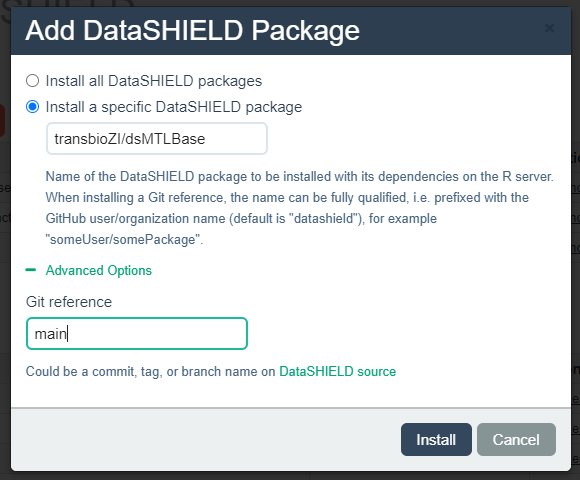 Add DataSHIELD Package
×
Install all DataSHIELD packages
Install a specific DataSHIELD package
transbioZI/dsMTLBase
Name of the DataSHIELD package to be installed with its dependencies on the R server.
When installing a Git reference, the name can be fully qualified, i.e. prefixed with the
GitHub user/organization name (default is "datashield"), for example
"someUser/somePackage".
Advanced Options
Git reference
main
Could be a commit, tag, or branch name on DataSHIELD source
Install
Cancel